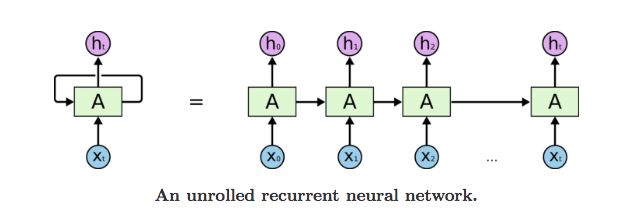 hₜ h₀ h₁ h₂ hₜ
A = A A A A
xₜ x₀ x₁ x₂ ... xₜ
An unrolled recurrent neural network.